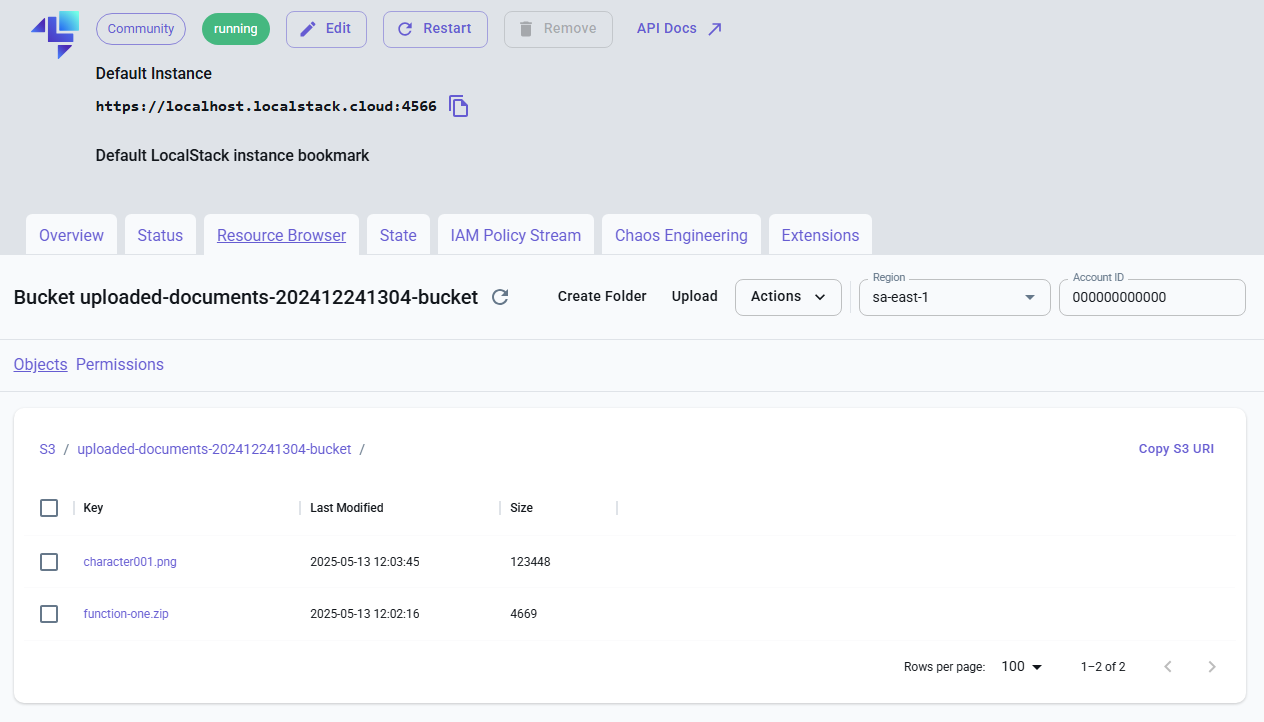 Community running Edit Restart Remove API Docs
Default Instance
https://localhost.localstack.cloud:4566
Default LocalStack instance bookmark
Overview Status Resource Browser State IAM Policy Stream Chaos Engineering Extensions
Region Account ID
Bucket uploaded-documents-202412241304-bucket Create Folder Upload Actions sa-east-1 000000000000
Objects Permissions
S3 / uploaded-documents-202412241304-bucket / Copy S3 URI
Key Last Modified Size
character001.png 2025-05-13 12:03:45 123448
function-one.zip 2025-05-13 12:02:16 4669
Rows per page: 100 1–2 of 2